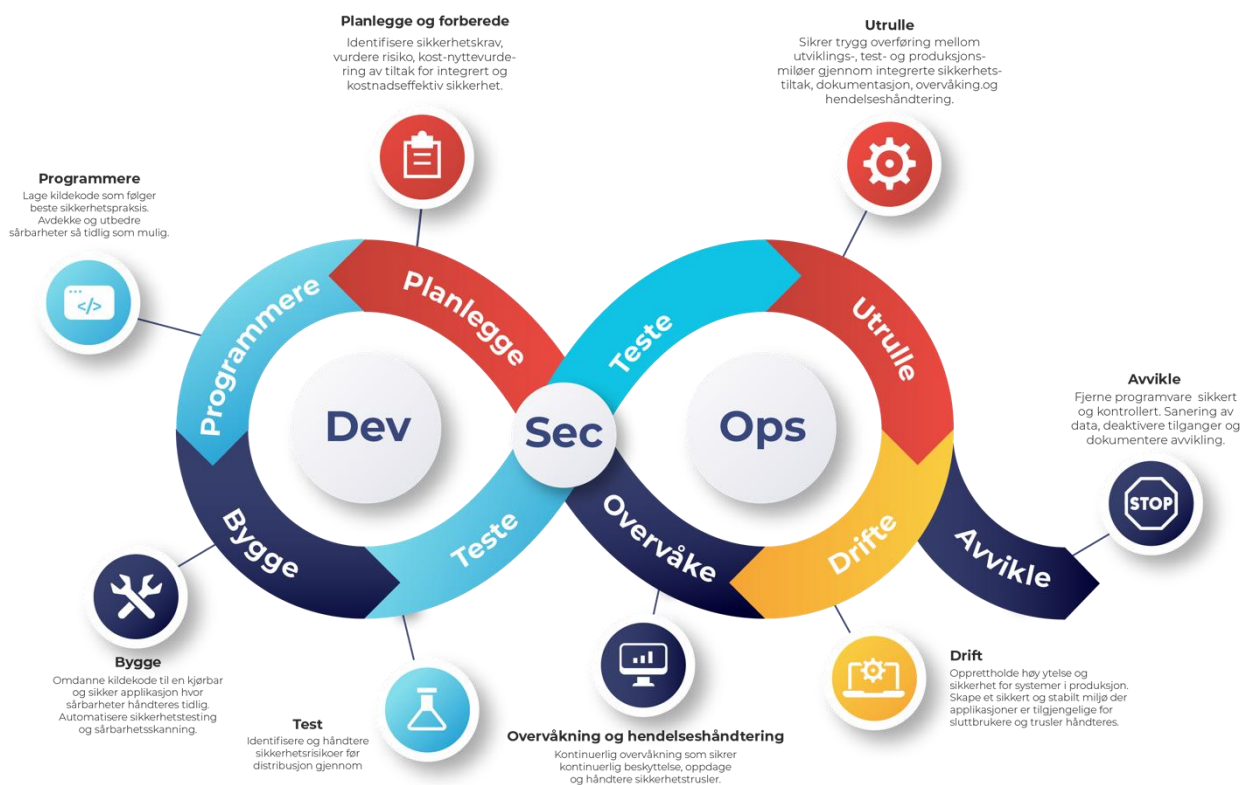 Planlegge og forberede
Identifisere sikkerhetskrav,
vurdere risiko, kost-nyttevurde-
ring av tiltak for integrert og
kostnadseffektiv sikkerhet.
Utrulle
Sikrer trygg overføring mellom
utviklings-, test- og produksjons-
miløer gjennom integrerte sikkerhets-
tiltak, dokumentasjon, overvåking.og
hendelseshåndtering.
Programmere
Lage kildekode som følger
beste sikkerhetspraksis.
Avdekke og utbedre
sårbarheter så tidlig som mulig.
</>
Programmere
Planlegge
Teste
Utrulle
Dev
Sec
Ops
Avvikle
Fjerne programvare sikkert
og kontrollert. Sanering av
data, deaktivere tilganger og
dokumentere avvikling.
STOP
Bygge
Teste
Overvåke
Drifte
Avvikle
Bygge
Omdanne kildekode til en kjørbar
og sikker applikasjon hvor
sårbarheter håndteres tidlig.
Automatisere sikkerhetstesting
og sårbarhetsskanning.
Test
Identifisere og håndtere
sikkerhetsrisikoer før
distribusjon gjennom
Overvåkning og hendelseshåndtering
Kontinuerlig overvåkning som sikrer
kontinuerlig beskyttelse, oppdage
og håndtere sikkerhetstrusler.
Drift
Opprettholde høy ytelse og
sikkerhet for systemer i produksjon.
Skape et sikkert og stabilt miljø der
applikasjoner er tilgjengelige for
sluttbrukere og trusler håndteres.